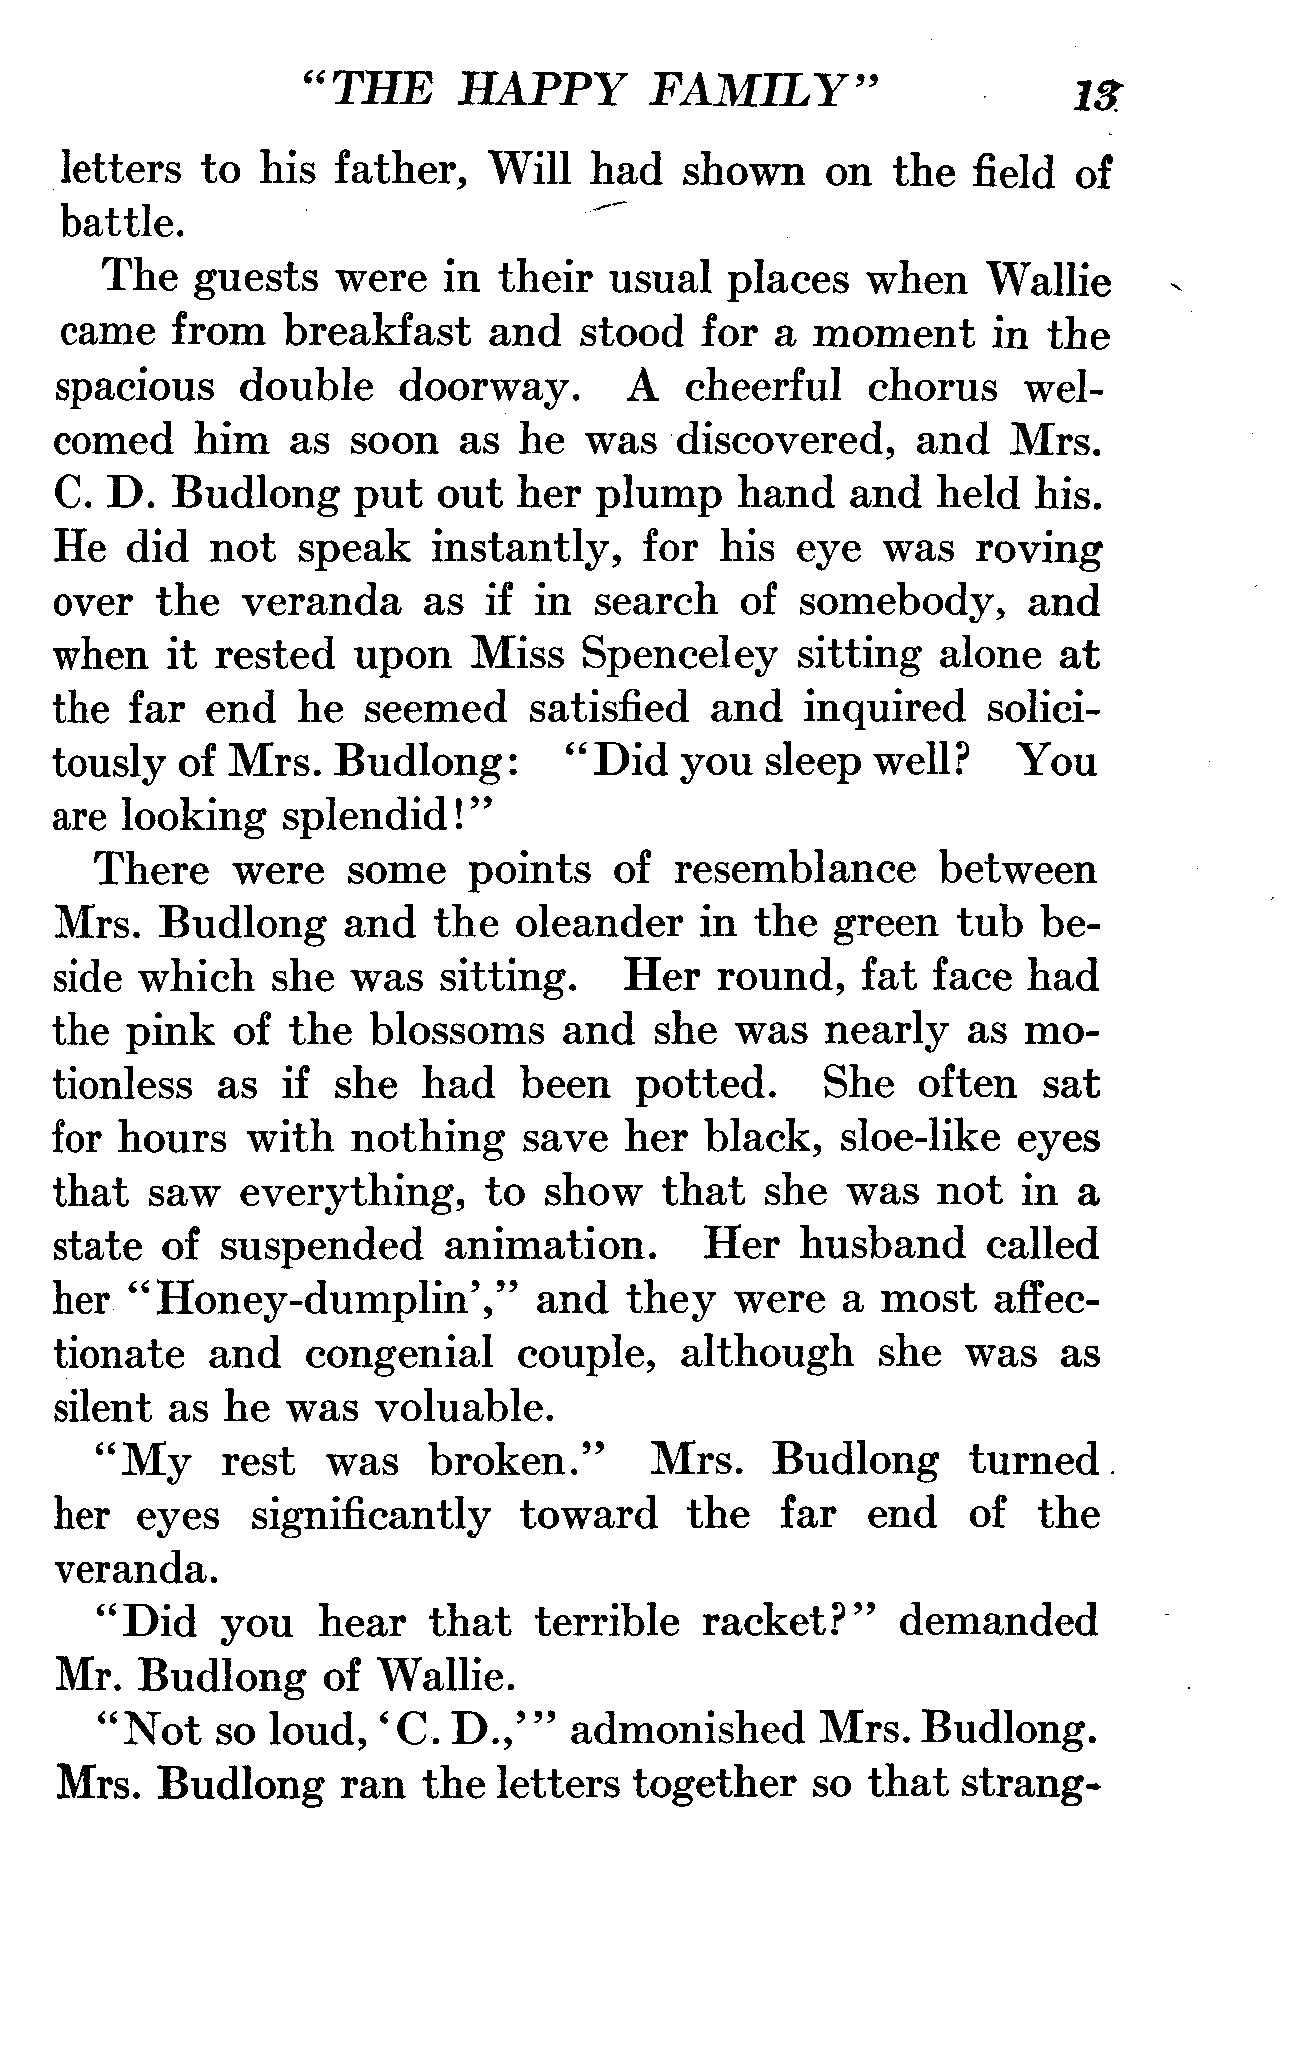 "THE HAPPY FAMILY" 13
letters to his father, Will had shown on the field of
battle.
The guests were in their usual places when Wallie
came from breakfast and stood for a moment in the
spacious double doorway. A cheerful chorus wel-
comed him as soon as he was discovered, and Mrs.
C. D. Budlong put out her plump hand and held his.
He did not speak instantly, for his eye was roving
over the veranda as if in search of somebody, and
when it rested upon Miss Spenceley sitting alone at
the far end he seemed satisfied and inquired solici-
tously of Mrs. Budlong: "Did you sleep well? You
are looking splendid!"
There were some points of resemblance between
Mrs. Budlong and the oleander in the green tub be-
side which she was sitting. Her round, fat face had
the pink of the blossoms and she was nearly as mo-
tionless as if she had been potted. She often sat
for hours with nothing save her black, sloe-like eyes
that saw everything, to show that she was not in a
state of suspended animation. Her husband called
her "Honey-dumplin'," and they were a most affec-
tionate and congenial couple, although she was as
silent as he was voluable.
"My rest was broken." Mrs. Budlong turned
her eyes significantly toward the far end of the
veranda.
"Did you hear that terrible racket?" demanded
Mr. Budlong of Wallie.
"Not so loud, 'C. D.,'" admonished Mrs. Budlong.
Mrs. Budlong ran the letters together so that strang-